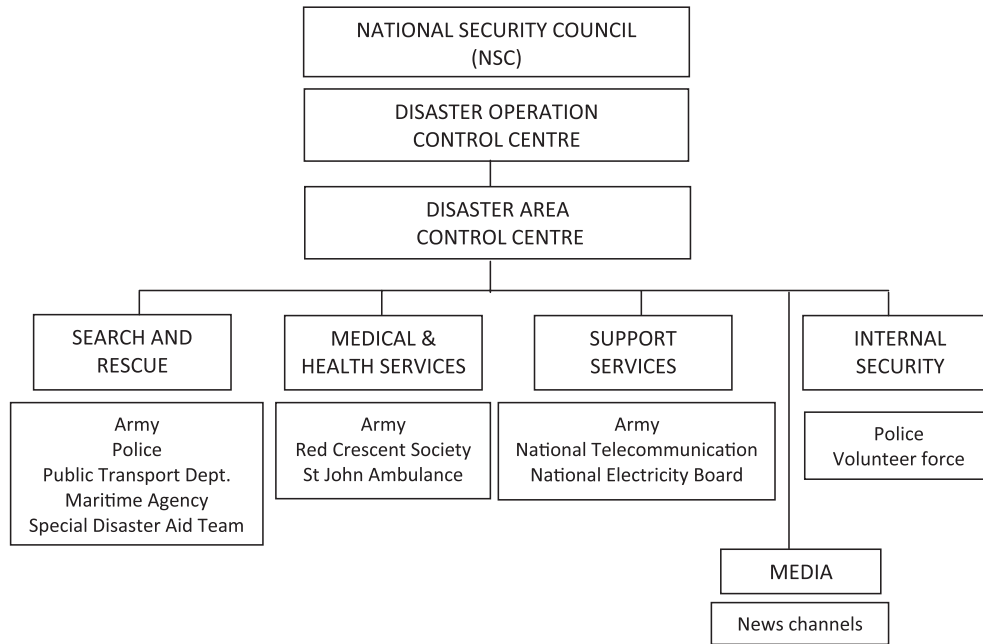 NATIONAL SECURITY COUNCIL
(NSC)
DISASTER OPERATION
CONTROL CENTRE
DISASTER AREA
CONTROL CENTRE
SEARCH AND
RESCUE
Army
Police
Public Transport Dept.
Maritime Agency
Special Disaster Aid Team
MEDICAL &
HEALTH SERVICES
Army
Red Crescent Society
St John Ambulance
SUPPORT
SERVICES
Army
National Telecommunication
National Electricity Board
INTERNAL
SECURITY
Police
Volunteer force
MEDIA
News channels